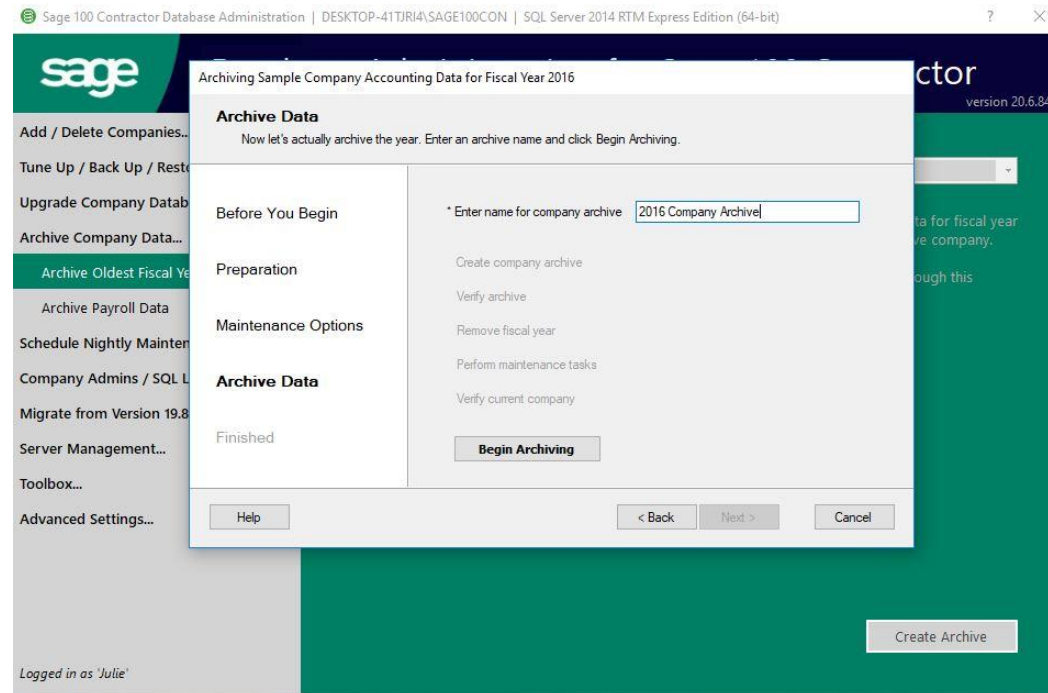 Sage 100 Contractor Database Administration | DESKTOP-41TJRI4\SAGE100CON | SQL Server 2014 RTM Express Edition (64-bit) ?
sage
ctor
version 20.6.84
Add / Delete Companies...
Tune Up / Back Up / Resto
Upgrade Company Datab
Archive Company Data...
Archive Oldest Fiscal Ye
Archive Payroll Data
Schedule Nightly Mainten
Company Admins / SQL L
Migrate from Version 19.8
Server Management...
Toolbox...
Advanced Settings...
Logged in as 'Julie'
Archiving Sample Company Accounting Data for Fiscal Year 2016
Archive Data
Now let's actually archive the year. Enter an archive name and click Begin Archiving.
Before You Begin
Preparation
Maintenance Options
Archive Data
Finished
* Enter name for company archive 2016 Company Archive
Create company archive
Verify archive
Remove fiscal year
Perform maintenance tasks
Verify current company
Begin Archiving
Help < Back Next > Cancel
ta for fiscal year
ve company.
ough this
Create Archive